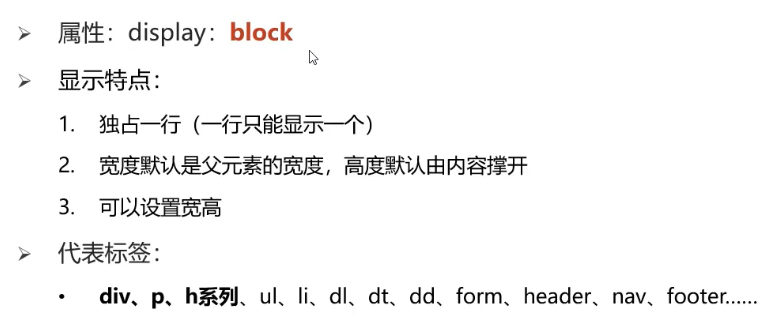 ➢ 属性：display：block
➢ 显示特点：
1. 独占一行（一行只能显示一个）
2. 宽度默认是父元素的宽度，高度默认由内容撑开
3. 可以设置宽高
➢ 代表标签：
• div、p、h系列、ul、li、dl、dt、dd、form、header、nav、footer……